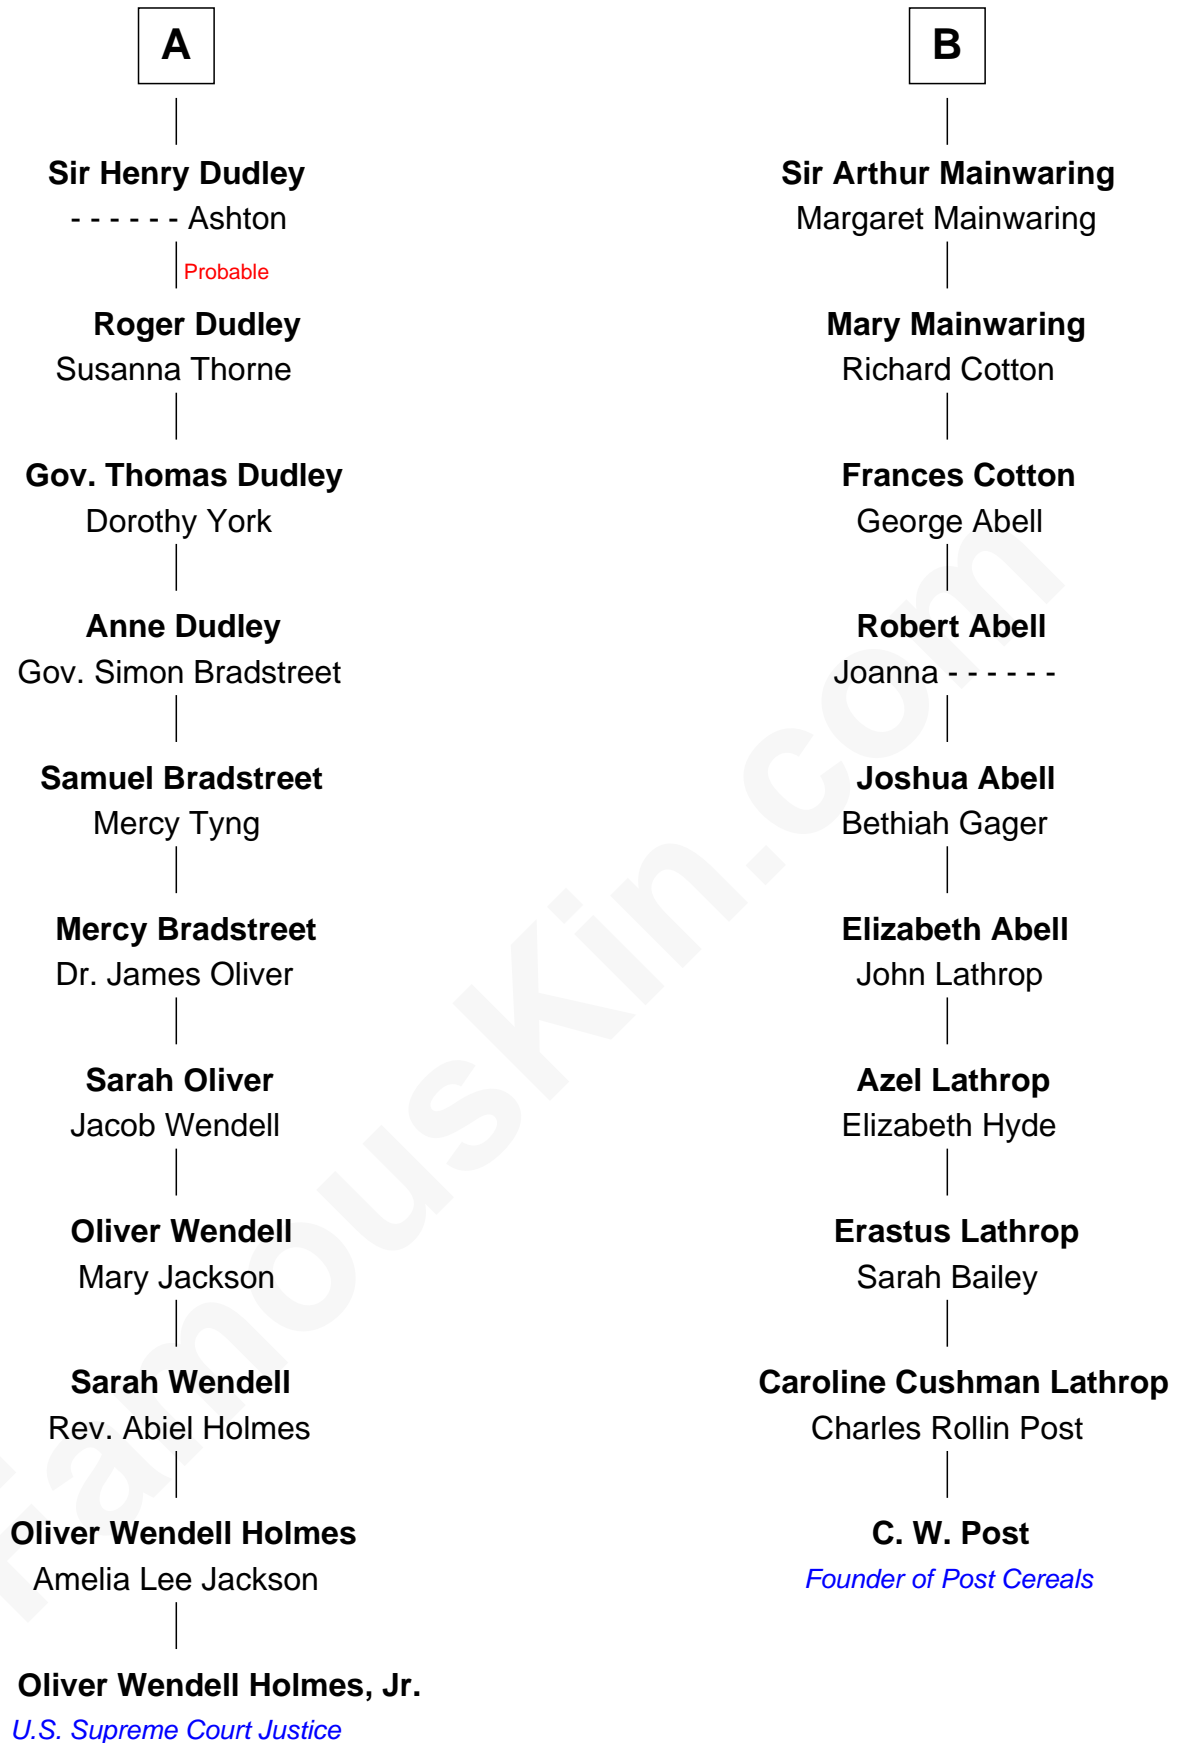 A
Sir Henry Dudley
- - - - - - Ashton
Probable
Roger Dudley
Susanna Thorne
Gov. Thomas Dudley
Dorothy York
Anne Dudley
Gov. Simon Bradstreet
Samuel Bradstreet
Mercy Tyng
Mercy Bradstreet
Dr. James Oliver
Sarah Oliver
Jacob Wendell
Oliver Wendell
Mary Jackson
Sarah Wendell
Rev. Abiel Holmes
Oliver Wendell Holmes
Amelia Lee Jackson
Oliver Wendell Holmes, Jr.
U.S. Supreme Court Justice
B
Sir Arthur Mainwaring
Margaret Mainwaring
Mary Mainwaring
Richard Cotton
Frances Cotton
George Abell
Robert Abell
Joanna - - - - - -
Joshua Abell
Bethiah Gager
Elizabeth Abell
John Lathrop
Azel Lathrop
Elizabeth Hyde
Erastus Lathrop
Sarah Bailey
Caroline Cushman Lathrop
Charles Rollin Post
C. W. Post
Founder of Post Cereals
FamousKin.com